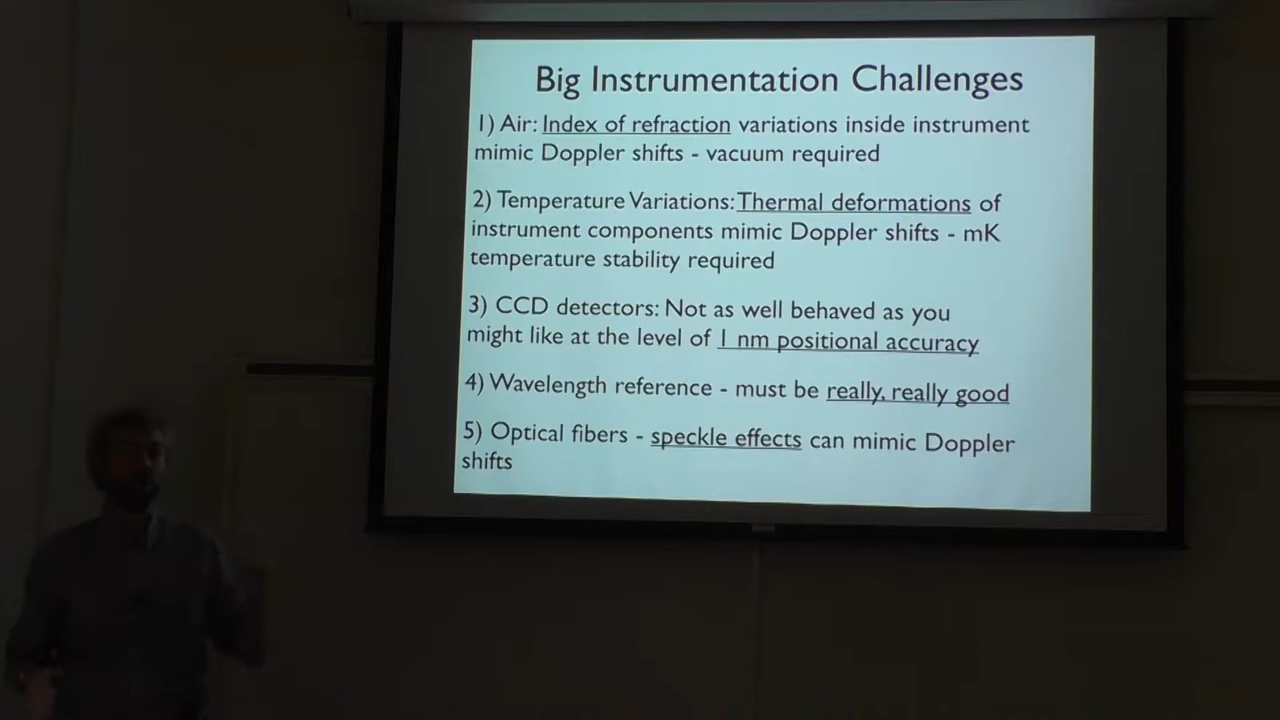 Big Instrumentation Challenges
1) Air: Index of refraction variations inside instrument
mimic Doppler shifts - vacuum required
2) Temperature Variations: Thermal deformations of
instrument components mimic Doppler shifts - mK
temperature stability required
3) CCD detectors: Not as well behaved as you
might like at the level of 1 nm positional accuracy
4) Wavelength reference - must be really, really good
5) Optical fibers - speckle effects can mimic Doppler
shifts